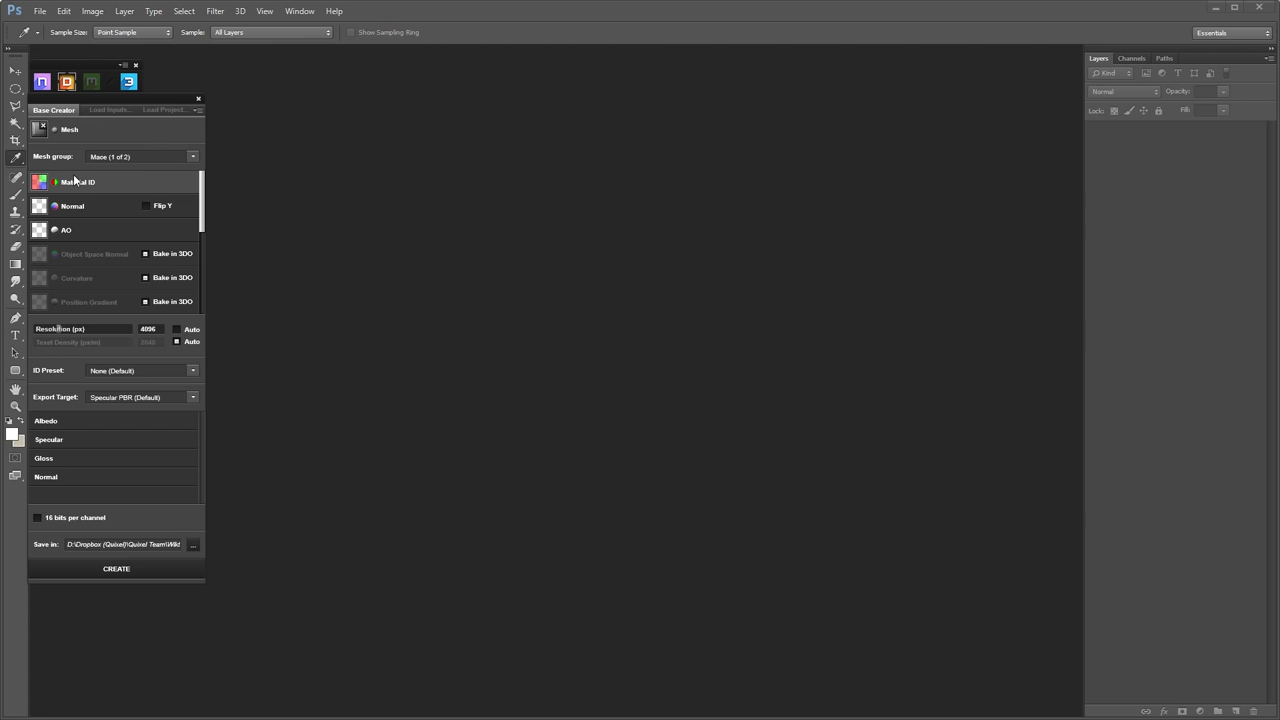 Ps File Edit Image Layer Type Select Filter 3D View Window Help
Sample Size: Point Sample Sample: All Layers Show Sampling Ring Essentials
Layers Channels Paths
Kind T
Normal Opacity:
Lock: Fill:
n D m 3
Base Creator Load Inputs... Load Project...
Mesh
Mesh group: Mace (1 of 2)
Material ID
Normal Flip Y
AO
Object Space Normal Bake in 3DO
Curvature Bake in 3DO
Position Gradient Bake in 3DO
Resolution (px) 4096 Auto
Texel Density (px/m) 2048 Auto
ID Preset: None (Default)
Export Target: Specular PBR (Default)
Albedo
Specular
Gloss
Normal
16 bits per channel
Save in: D:\Dropbox (Quixel)\Quixel Team\Wiki ...
CREATE
fx